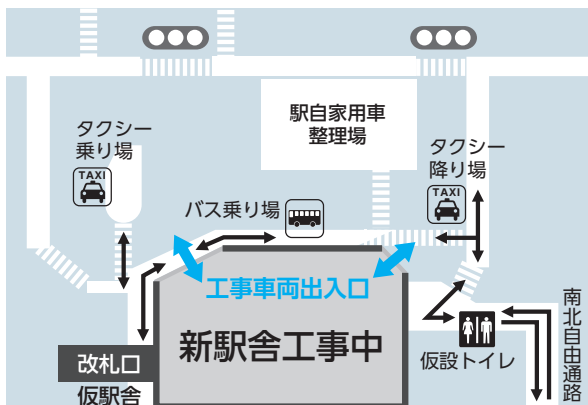 駅自家用車
整理場
タクシー
乗り場
TAXI
タクシー
降り場
TAXI
バス乗り場
工事車両出入口
新駅舎工事中
改札口
仮駅舎
仮設トイレ
南北自由通路